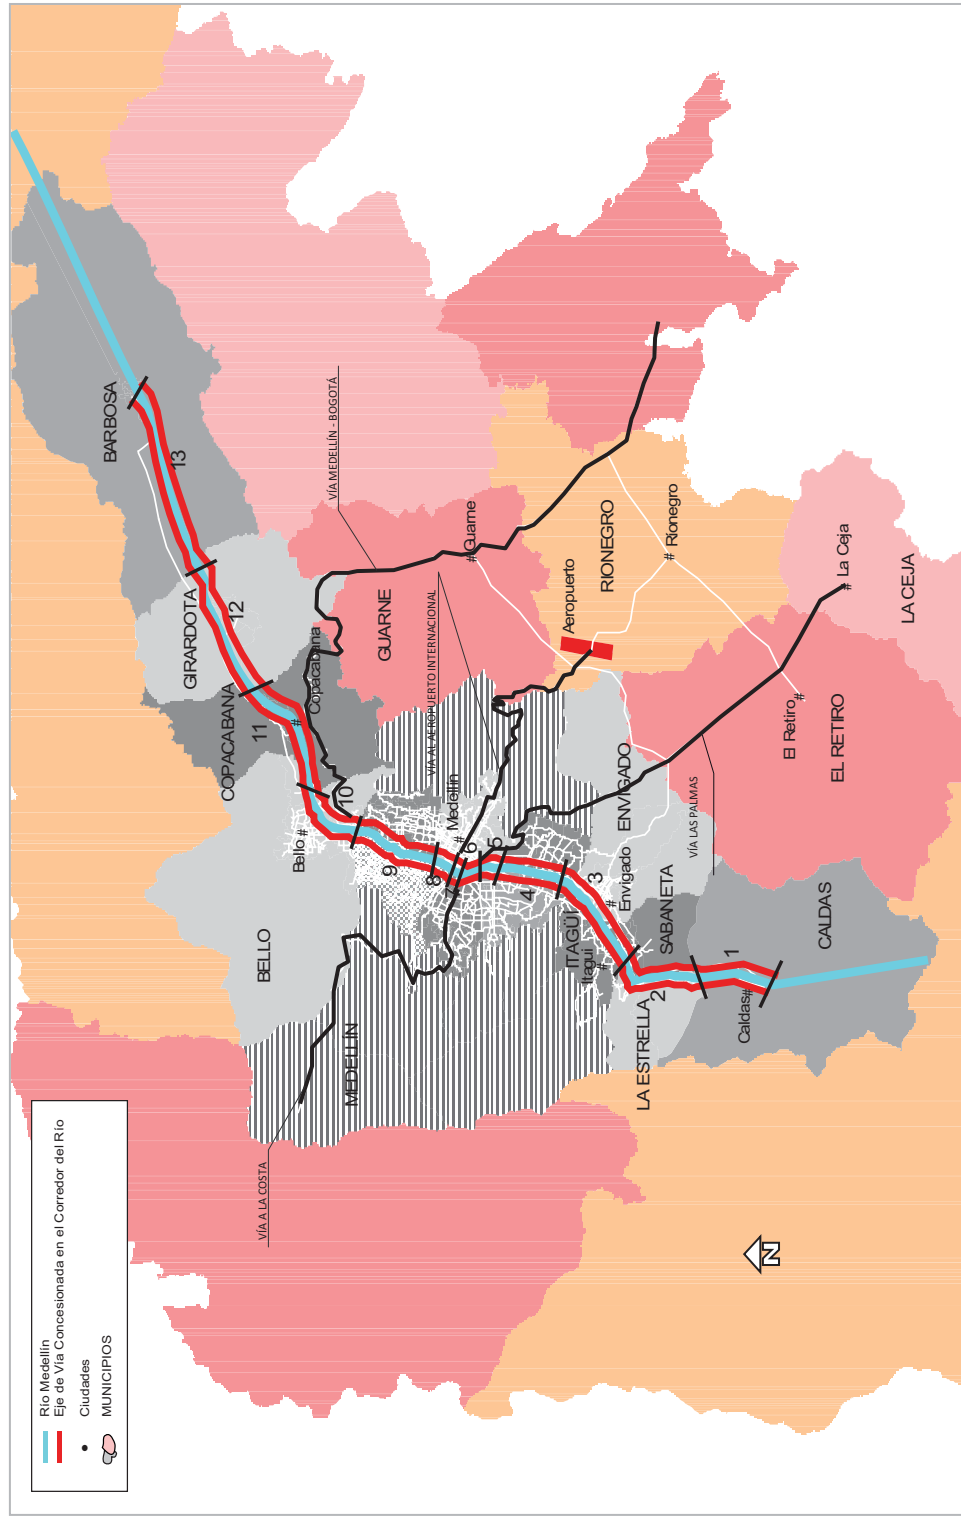 Río Medellín
Eje de Vía Concesionada en el Corredor del Río
Ciudades
MUNICIPIOS
N
VÍA A LA COSTA
MEDELLÍN
BELLO
Bello
#
COPACABANA
Copacabana
#
GIRARDOTA
BARBOSA
13
12
11
10
9
8
7
6
5
4
3
2
1
VÍA MEDELLÍN - BOGOTÁ
VÍA AL AEROPUERTO INTERNACIONAL
GUARNE
# Guarne
Medellín
#
Aeropuerto
RIONEGRO
# Rionegro
# La Ceja
LA CEJA
El Retiro #
EL RETIRO
ENVIGADO
Envigado
#
VÍA LAS PALMAS
SABANETA
ITAGÜÍ
Itagui
#
LA ESTRELLA
Caldas#
CALDAS